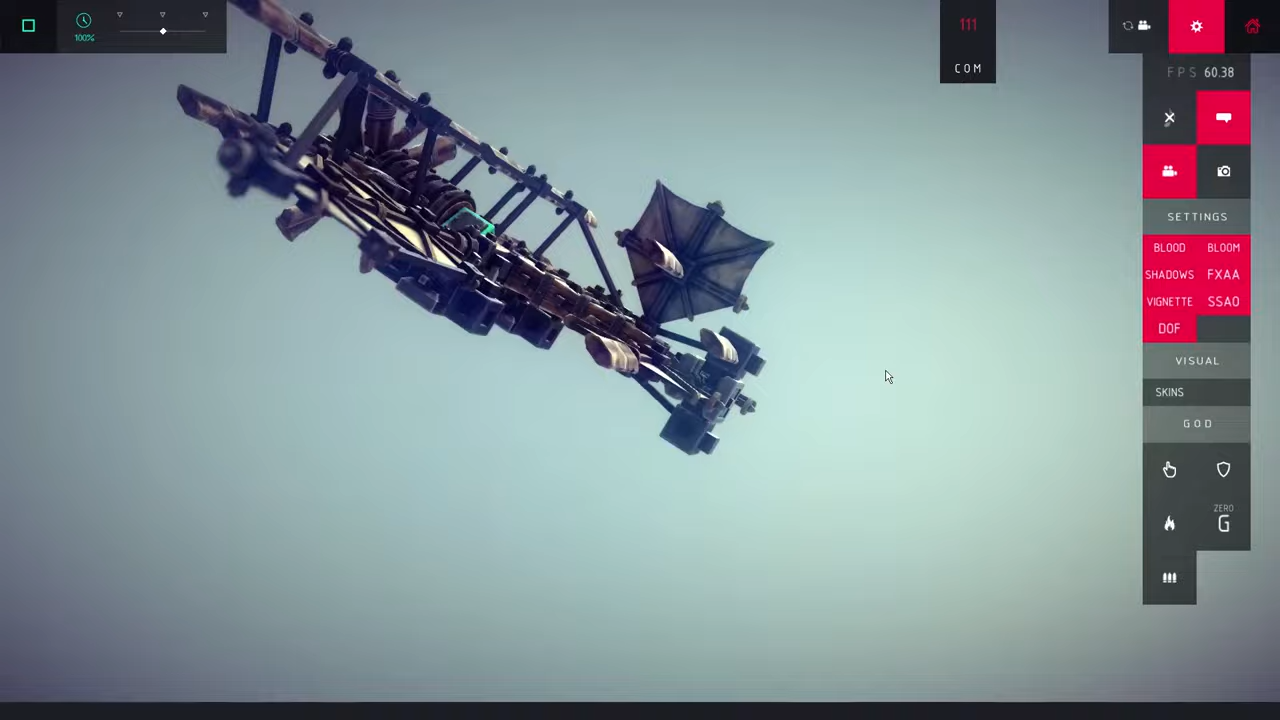 100%
111
COM
FPS 60.38
SETTINGS
BLOOD BLOOM
SHADOWS FXAA
VIGNETTE SSAO
DOF
VISUAL
SKINS
GOD
ZERO
G